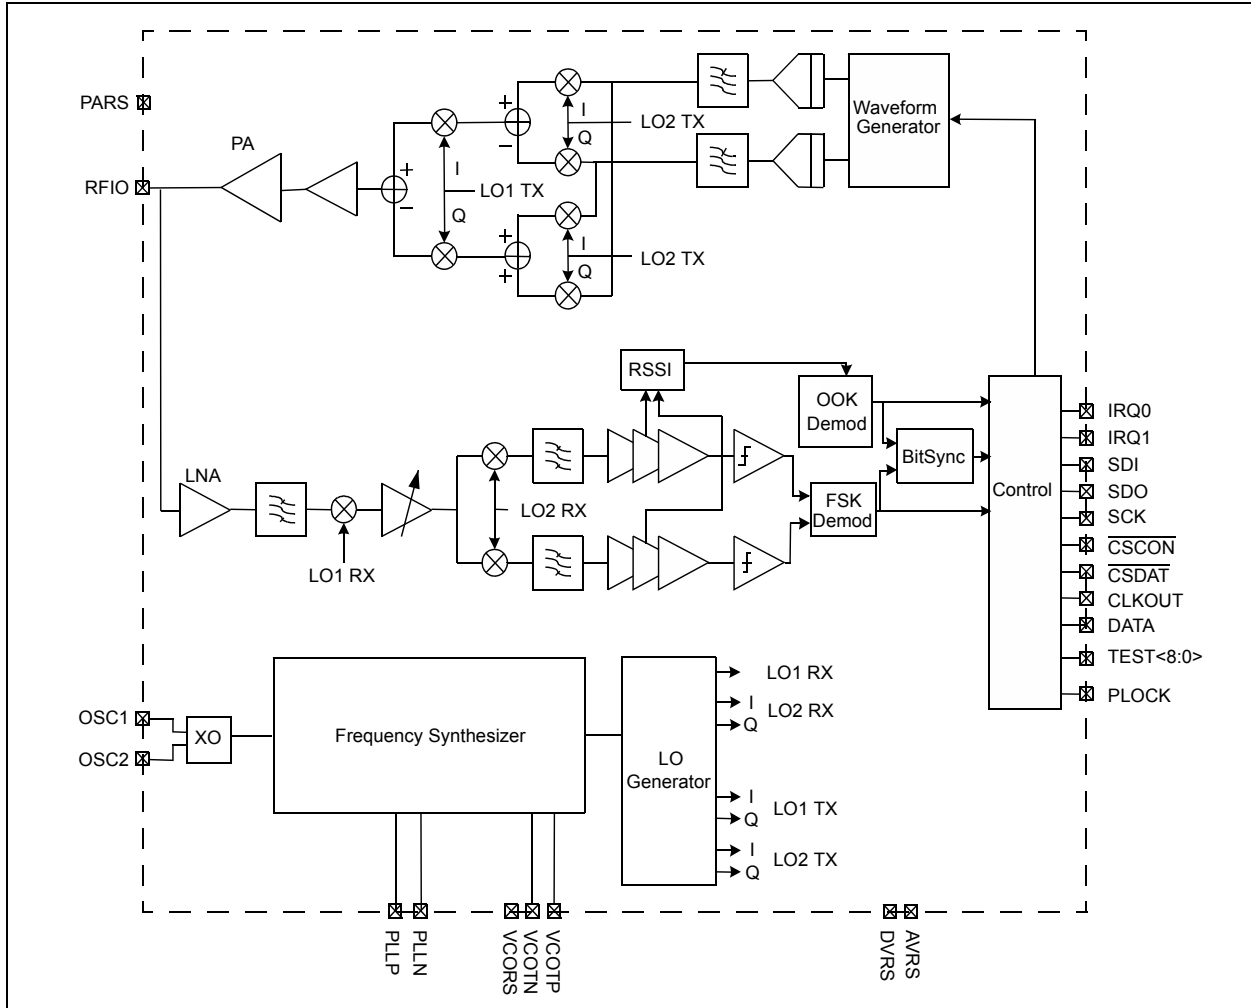 PARS
PA
RFIO
+
−
I
Q
LO1 TX
+
−
I
Q
LO2 TX
+
+
I
Q
LO2 TX
Waveform
Generator
RSSI
OOK
Demod
BitSync
FSK
Demod
Control
LNA
LO1 RX
LO2 RX
IRQ0
IRQ1
SDI
SDO
SCK
CSCON
CSDAT
CLKOUT
DATA
TEST<8:0>
PLOCK
OSC1
OSC2
XO
Frequency Synthesizer
LO
Generator
LO1 RX
I
Q
LO2 RX
I
Q
LO1 TX
I
Q
LO2 TX
PLLP
PLLN
VCORS
VCOTN
VCOTP
DVRS
AVRS